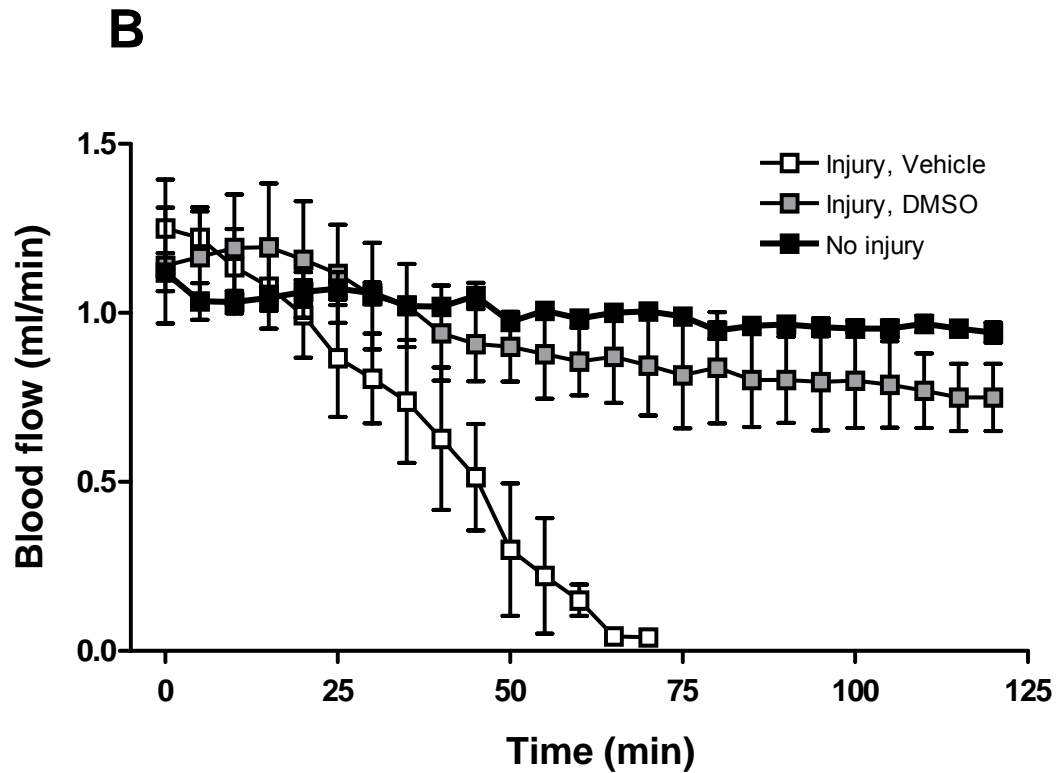 B
1.5
1.0
0.5
0.0
Blood flow (ml/min)
Injury, Vehicle
Injury, DMSO
No injury
0 25 50 75 100 125
Time (min)